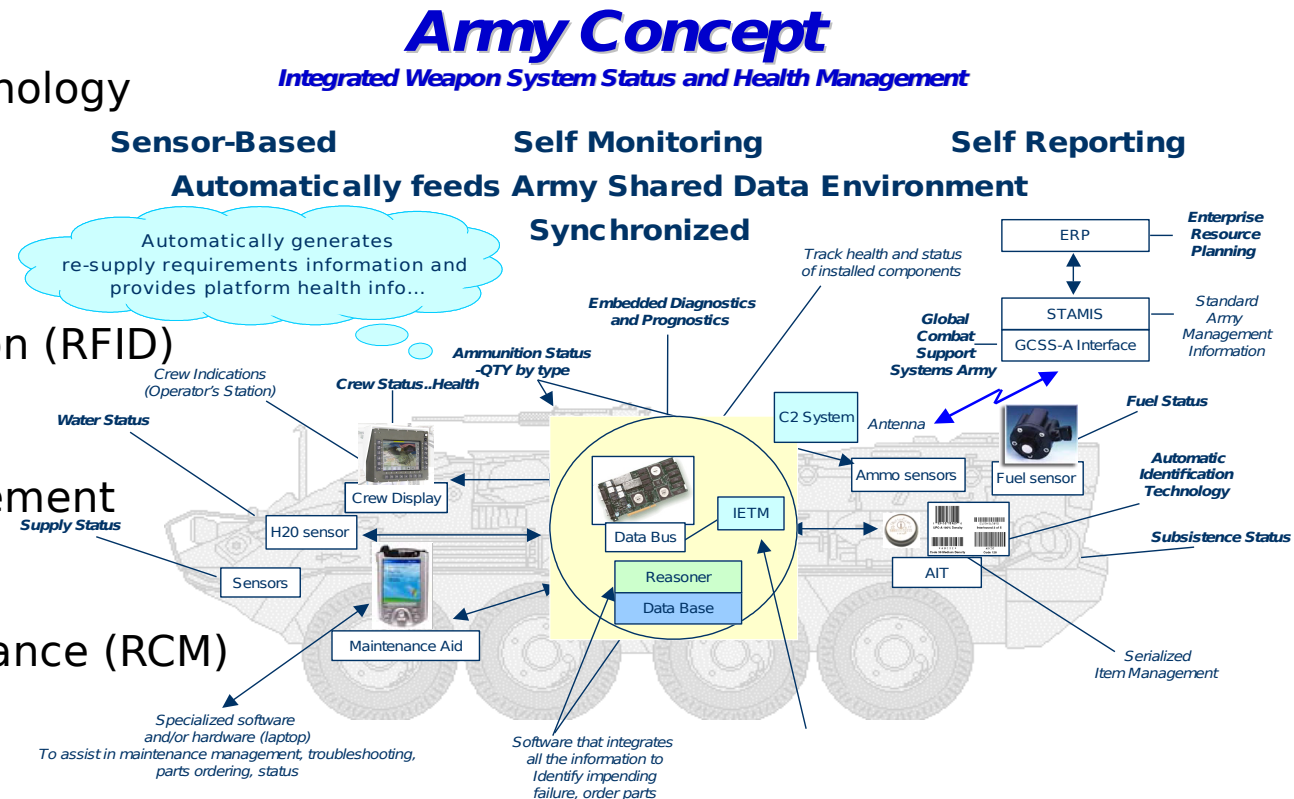 Army Concept
Integrated Weapon System Status and Health Management
nology
Sensor-Based
Self Monitoring
Self Reporting
Automatically feeds Army Shared Data Environment
Synchronized
Automatically generates
re-supply requirements information and
provides platform health info...
ERP
Enterprise
Resource
Planning
Track health and status
of installed components
Embedded Diagnostics
and Prognostics
STAMIS
GCSS-A Interface
Standard
Army
Management
Information
Global
Combat
Support
Systems Army
on (RFID)
Ammunition Status
-QTY by type
Crew Indications
(Operator's Station)
Crew Status..Health
Water Status
C2 System
Antenna
Fuel Status
Ammo sensors
Fuel sensor
Automatic
Identification
Technology
Crew Display
ement
Supply Status
H20 sensor
Data Bus
IETM
Subsistence Status
Sensors
Reasoner
Data Base
AIT
Maintenance Aid
ance (RCM)
Serialized
Item Management
Specialized software
and/or hardware (laptop)
To assist in maintenance management, troubleshooting,
parts ordering, status
Software that integrates
all the information to
Identify impending
failure, order parts